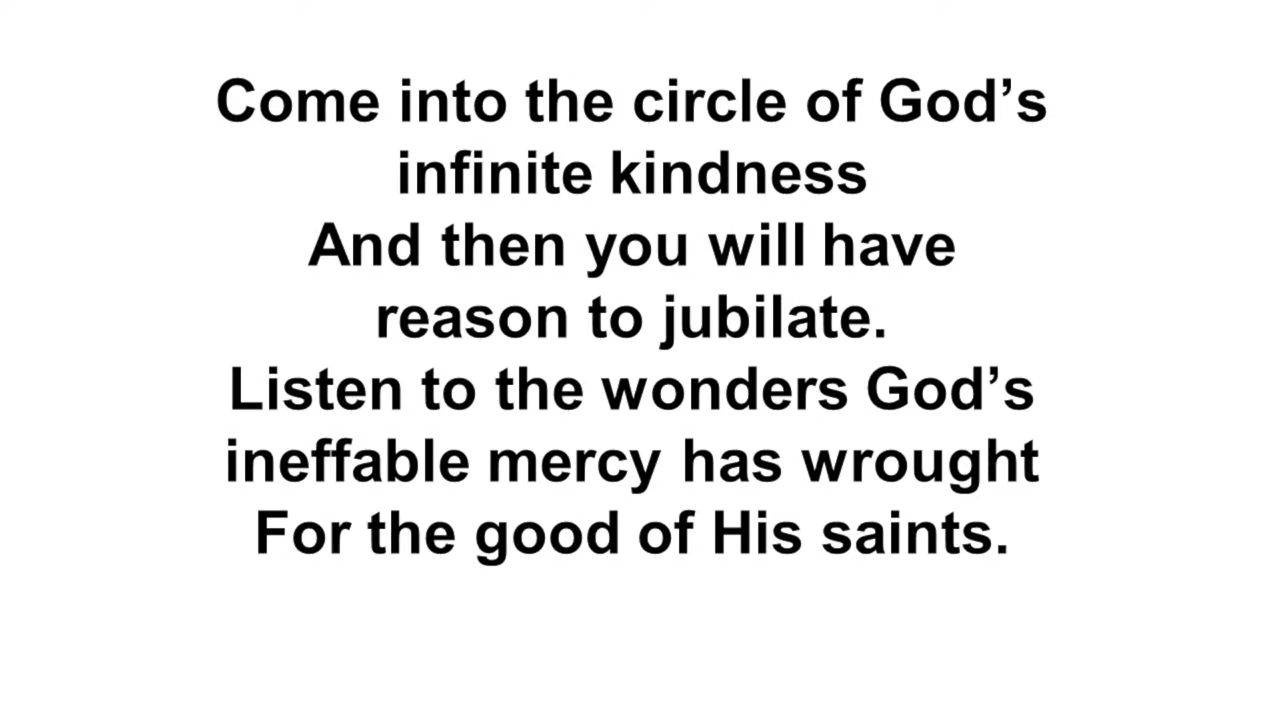 Come into the circle of God’s
infinite kindness
And then you will have
reason to jubilate.
Listen to the wonders God’s
ineffable mercy has wrought
For the good of His saints.